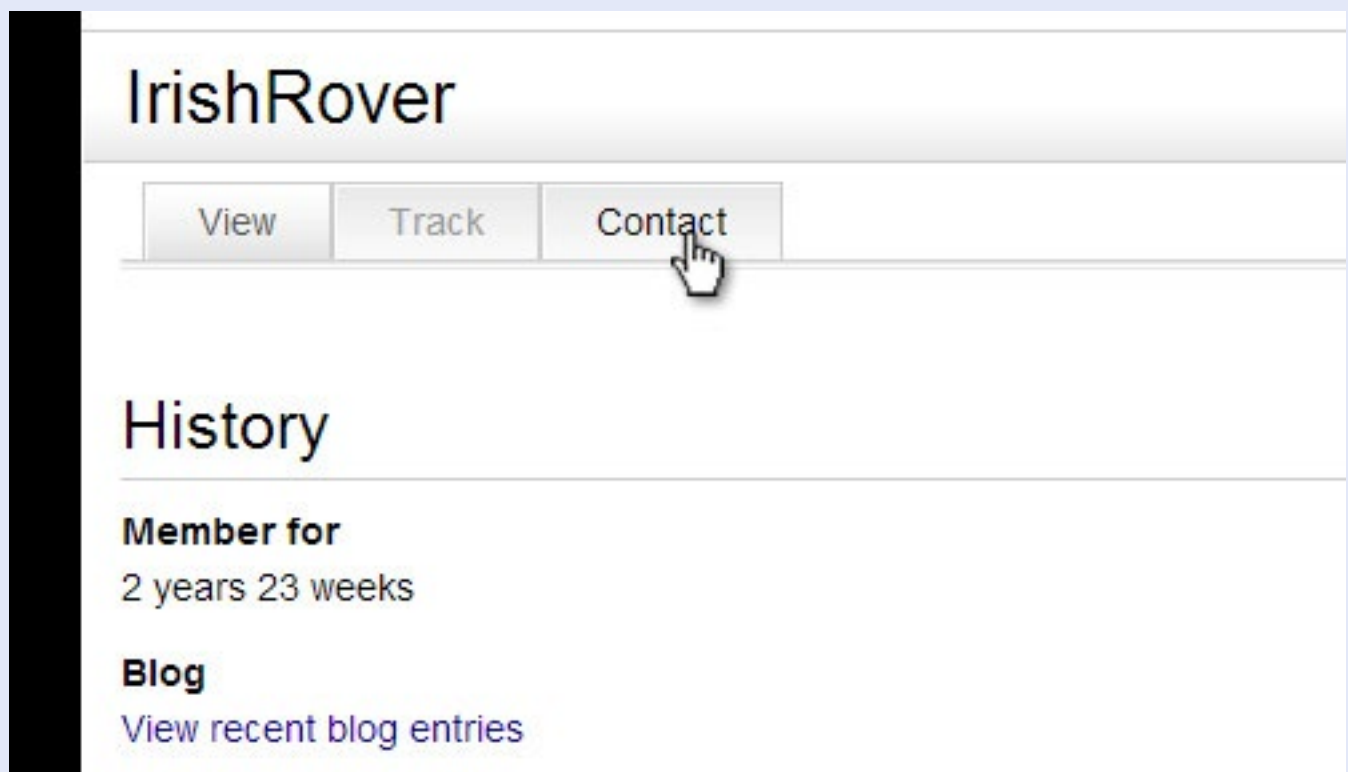 IrishRover
View Track Contact
History
Member for
2 years 23 weeks
Blog
View recent blog entries